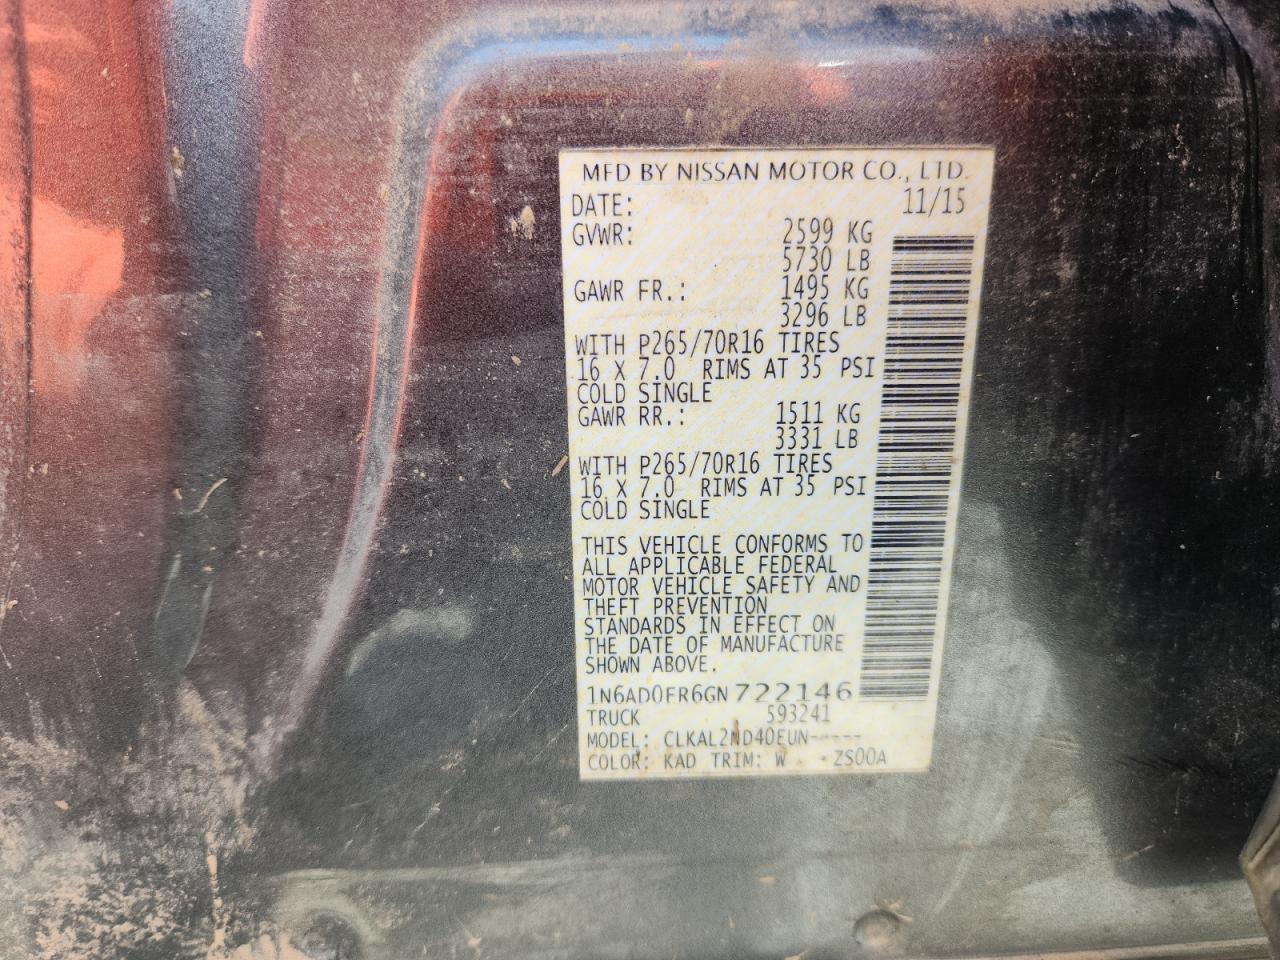 MFD BY NISSAN MOTOR CO., LTD.
DATE: 11/15
GVWR: 2599 KG
5730 LB
GAWR FR.: 1495 KG
3296 LB
WITH P265/70R16 TIRES
16 X 7.0 RIMS AT 35 PSI
COLD SINGLE
GAWR RR.: 1511 KG
3331 LB
WITH P265/70R16 TIRES
16 X 7.0 RIMS AT 35 PSI
COLD SINGLE
THIS VEHICLE CONFORMS TO
ALL APPLICABLE FEDERAL
MOTOR VEHICLE SAFETY AND
THEFT PREVENTION
STANDARDS IN EFFECT ON
THE DATE OF MANUFACTURE
SHOWN ABOVE.
1N6AD0FR6GN722146
TRUCK 593241
MODEL: CLKAL2ND40EUN-----
COLOR: KAD TRIM: W - ZS00A